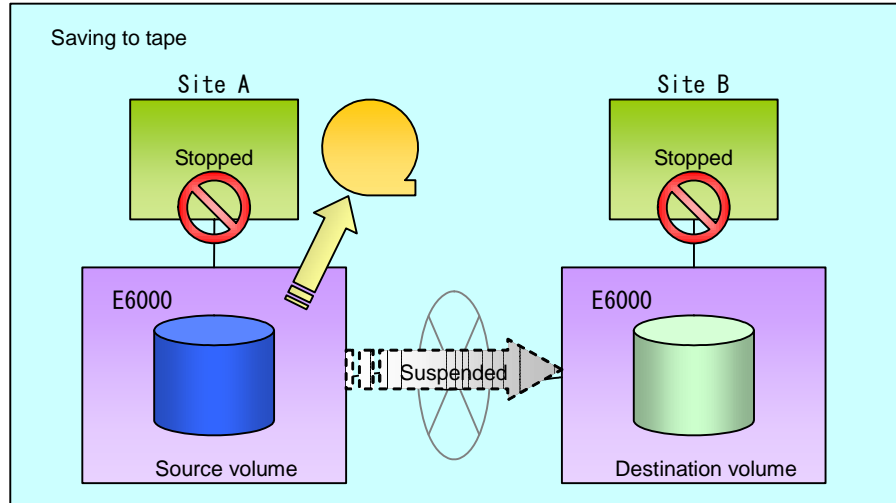 Saving to tape
Site A
Site B
Stopped
Stopped
E6000
E6000
Suspended
Source volume
Destination volume